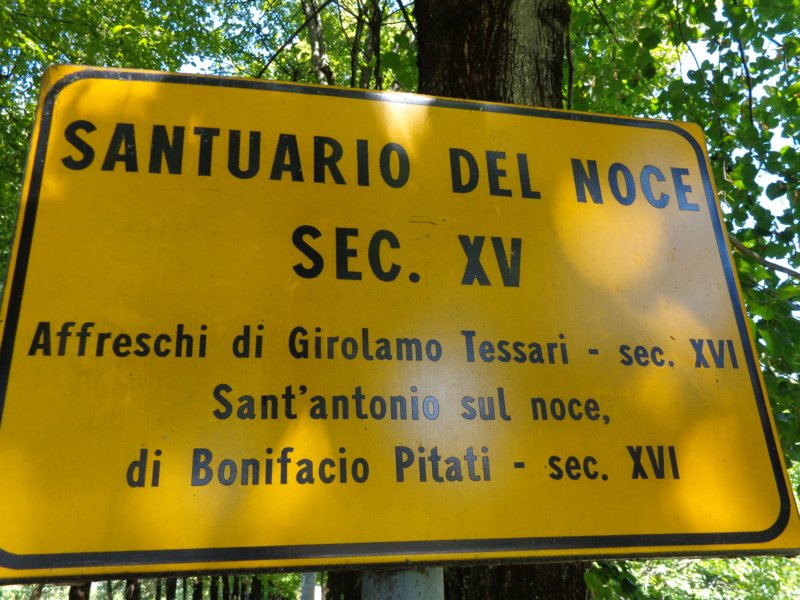 SANTUARIO DEL NOCE
SEC. XV
Affreschi di Girolamo Tessari - sec. XVI
Sant'antonio sul noce,
di Bonifacio Pitati - sec. XVI